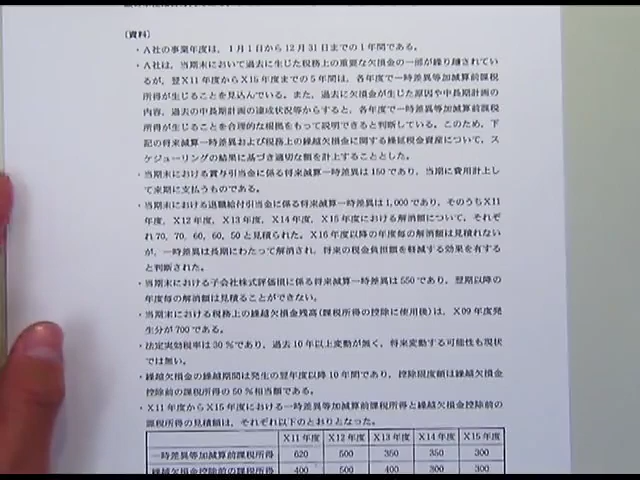 〔資料〕
・A社の事業年度は、1月1日から12月31日までの1年間である。
・A社は、当期末において過去に生じた税務上の重要な欠損金の一部が繰り越されてい
るが、翌X11年度からX15年度までの5年間は、各年度で一時差異等加減算前課税
所得が生じることを見込んでいる。また、過去に欠損金が生じた原因や中長期計画の
内容、過去の中長期計画の達成状況等からすると、各年度で一時差異等加減算前課税
所得が生じることを合理的な根拠をもって説明できると判断している。このため、下
記の将来減算一時差異および税務上の繰越欠損金に関する繰延税金資産について、ス
ケジューリングの結果に基づき適切な額を計上することとした。
・当期末における賞与引当金に係る将来減算一時差異は150であり、当期に費用計上し
て来期に支払うものである。
・当期末における退職給付引当金に係る将来減算一時差異は1,000であり、そのうちX11
年度、X12年度、X13年度、X14年度、X15年度における解消額について、それぞ
れ70、70、60、60、50と見積られた。X16年度以降の年度毎の解消額は見積れない
が、一時差異は長期にわたって解消され、将来の税金負担額を軽減する効果を有する
と判断された。
・当期末における子会社株式評価損に係る将来減算一時差異は550であり、翌期以降の
年度毎の解消額は見積ることができない。
・当期末における税務上の繰越欠損金残高（課税所得の控除に使用後）は、X09年度発
生分が700である。
・法定実効税率は30%であり、過去10年以上変動が無く、将来変動する可能性も現状
では無い。
・繰越欠損金の繰越期間は発生の翌年度以降10年間であり、控除限度額は繰越欠損金
控除前の課税所得の50%相当額である。
・X11年度からX15年度における一時差異等加減算前課税所得と繰越欠損金控除前の
課税所得の見積額は、それぞれ以下のとおりとなった。
X11年度 X12年度 X13年度 X14年度 X15年度
一時差異等加減算前課税所得 620 500 350 350 300
繰越欠損金控除前の課税所得 400 500 400 300 300